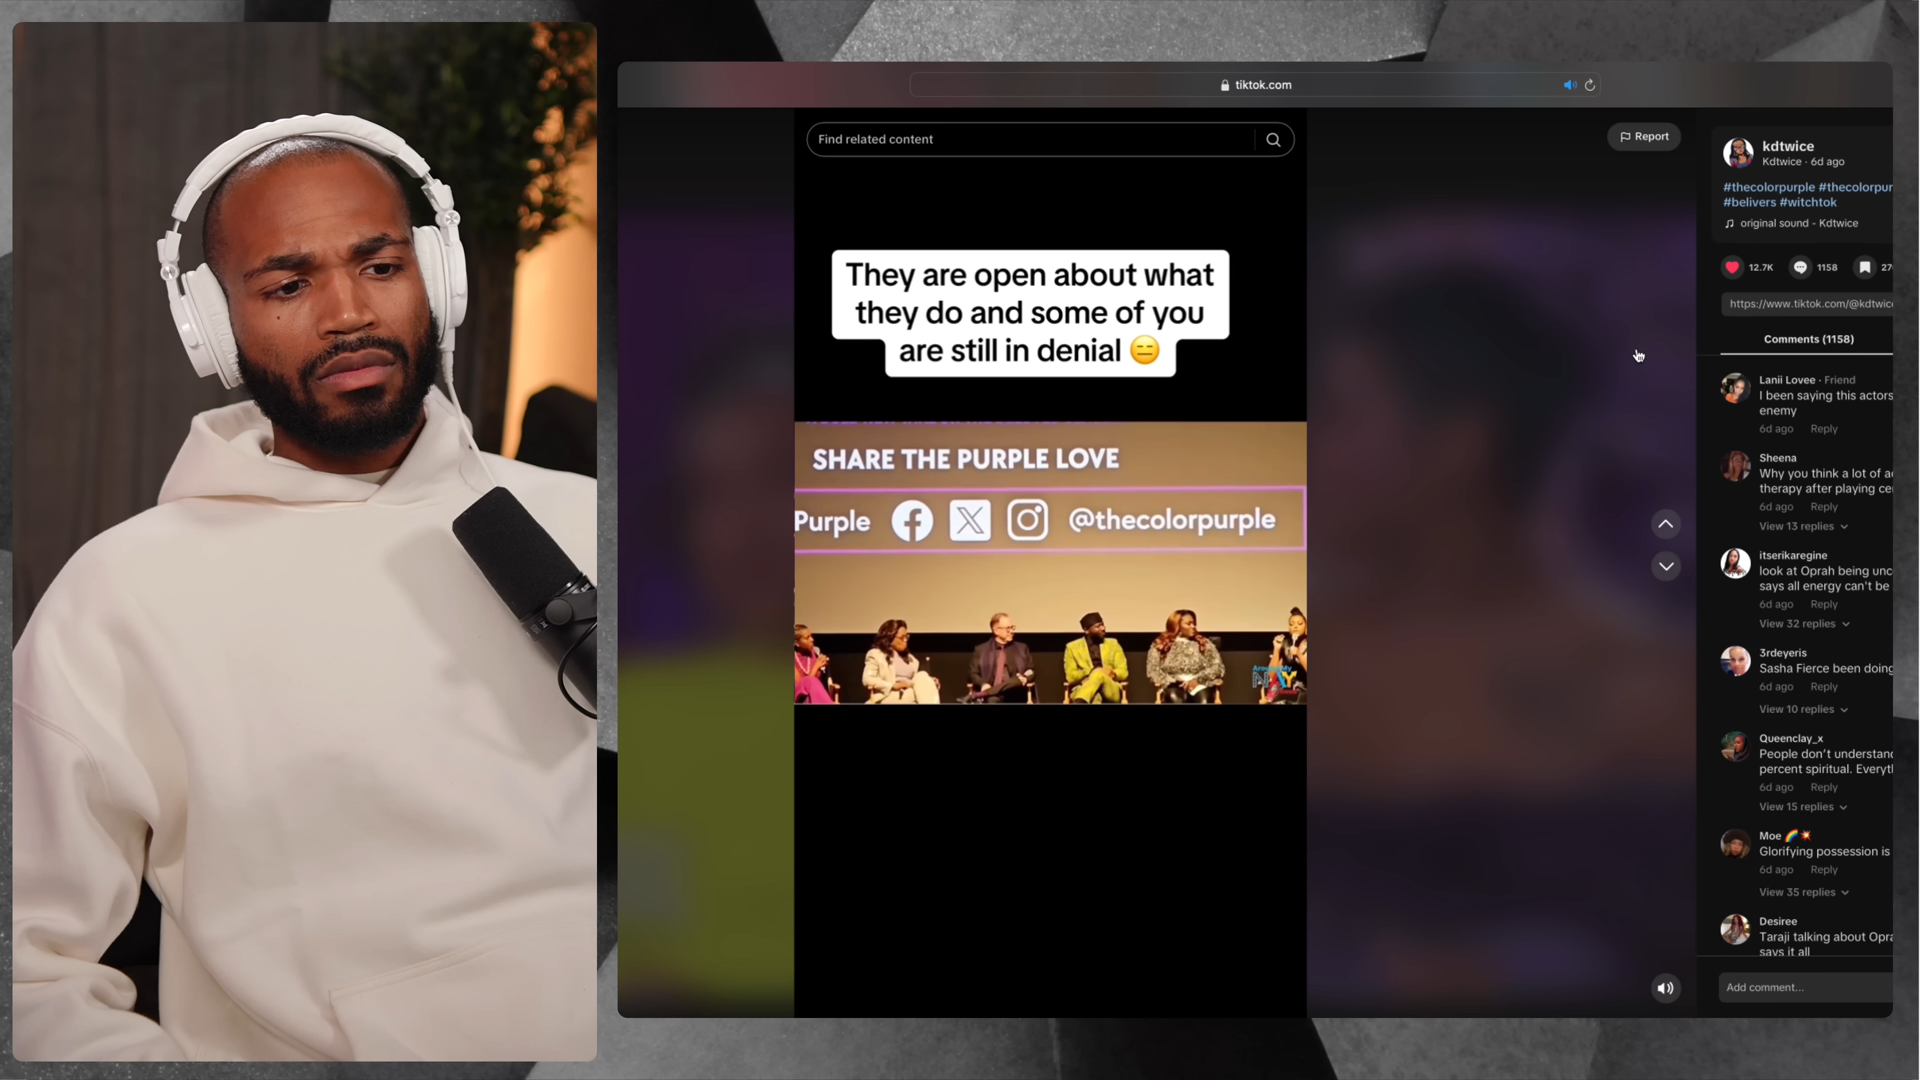 tiktok.com
Find related content
Report
They are open about what
they do and some of you
are still in denial 😑
SHARE THE PURPLE LOVE
Purple
@thecolorpurple
kdtwice
Kdtwice · 6d ago
#thecolorpurple #thecolorpur
#belivers #witchtok
original sound - Kdtwice
12.7K 1158 27
https://www.tiktok.com/@kdtwic
Comments (1158)
Lanii Lovee · Friend
I been saying this actors
enemy
6d ago Reply
Sheena
Why you think a lot of a
therapy after playing ce
6d ago Reply
View 13 replies
itserikaregine
look at Oprah being unc
says all energy can't be
6d ago Reply
View 32 replies
3rdeyeris
Sasha Fierce been doing
6d ago Reply
View 10 replies
Queenclay_x
People don't understand
percent spiritual. Everyt
6d ago Reply
View 15 replies
Moe 🌈💥
Glorifying possession is
6d ago Reply
View 35 replies
Desiree
Taraji talking about Opra
says it all
Add comment...